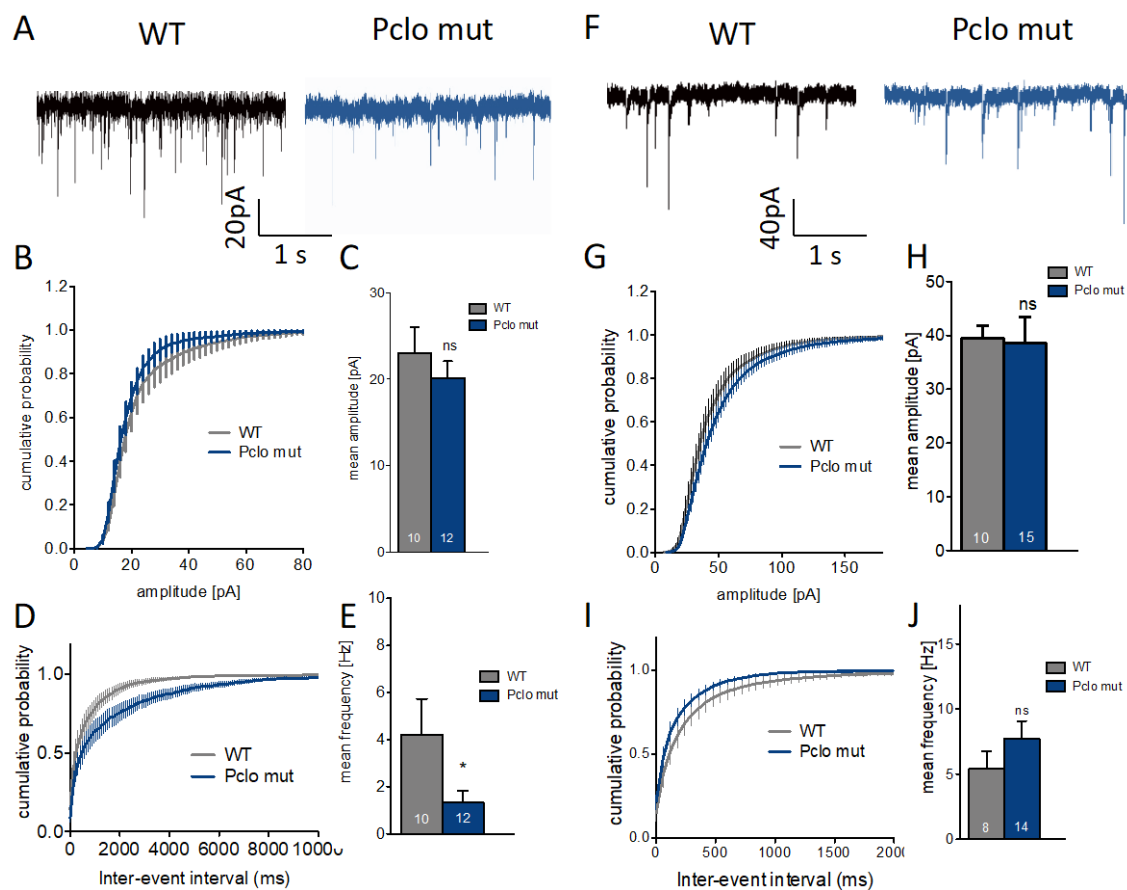 A
WT
Pclo mut
20pA
1 s
F
WT
Pclo mut
40pA
1 s
B
cumulative probability
1.2
1.0
0.8
0.6
0.4
0.2
0.0
WT
Pclo mut
0 20 40 60 80
amplitude [pA]
C
mean amplitude [pA]
30
20
10
0
WT
Pclo mut
ns
10 12
G
cumulative probability
1.2
1.0
0.8
0.6
0.4
0.2
0.0
WT
Pclo mut
0 50 100 150
amplitude [pA]
H
mean amplitude [pA]
50
40
30
20
10
0
WT
Pclo mut
ns
10 15
D
cumulative probability
1.0
0.5
0.0
WT
Pclo mut
0 2000 4000 6000 8000 10000
Inter-event interval (ms)
E
mean frequency [Hz]
10
8
6
4
2
0
WT
Pclo mut
*
10 12
I
cumulative probability
1.0
0.5
0.0
WT
Pclo mut
0 500 1000 1500 2000
Inter-event interval (ms)
J
mean frequency [Hz]
15
10
5
0
WT
Pclo mut
ns
8 14